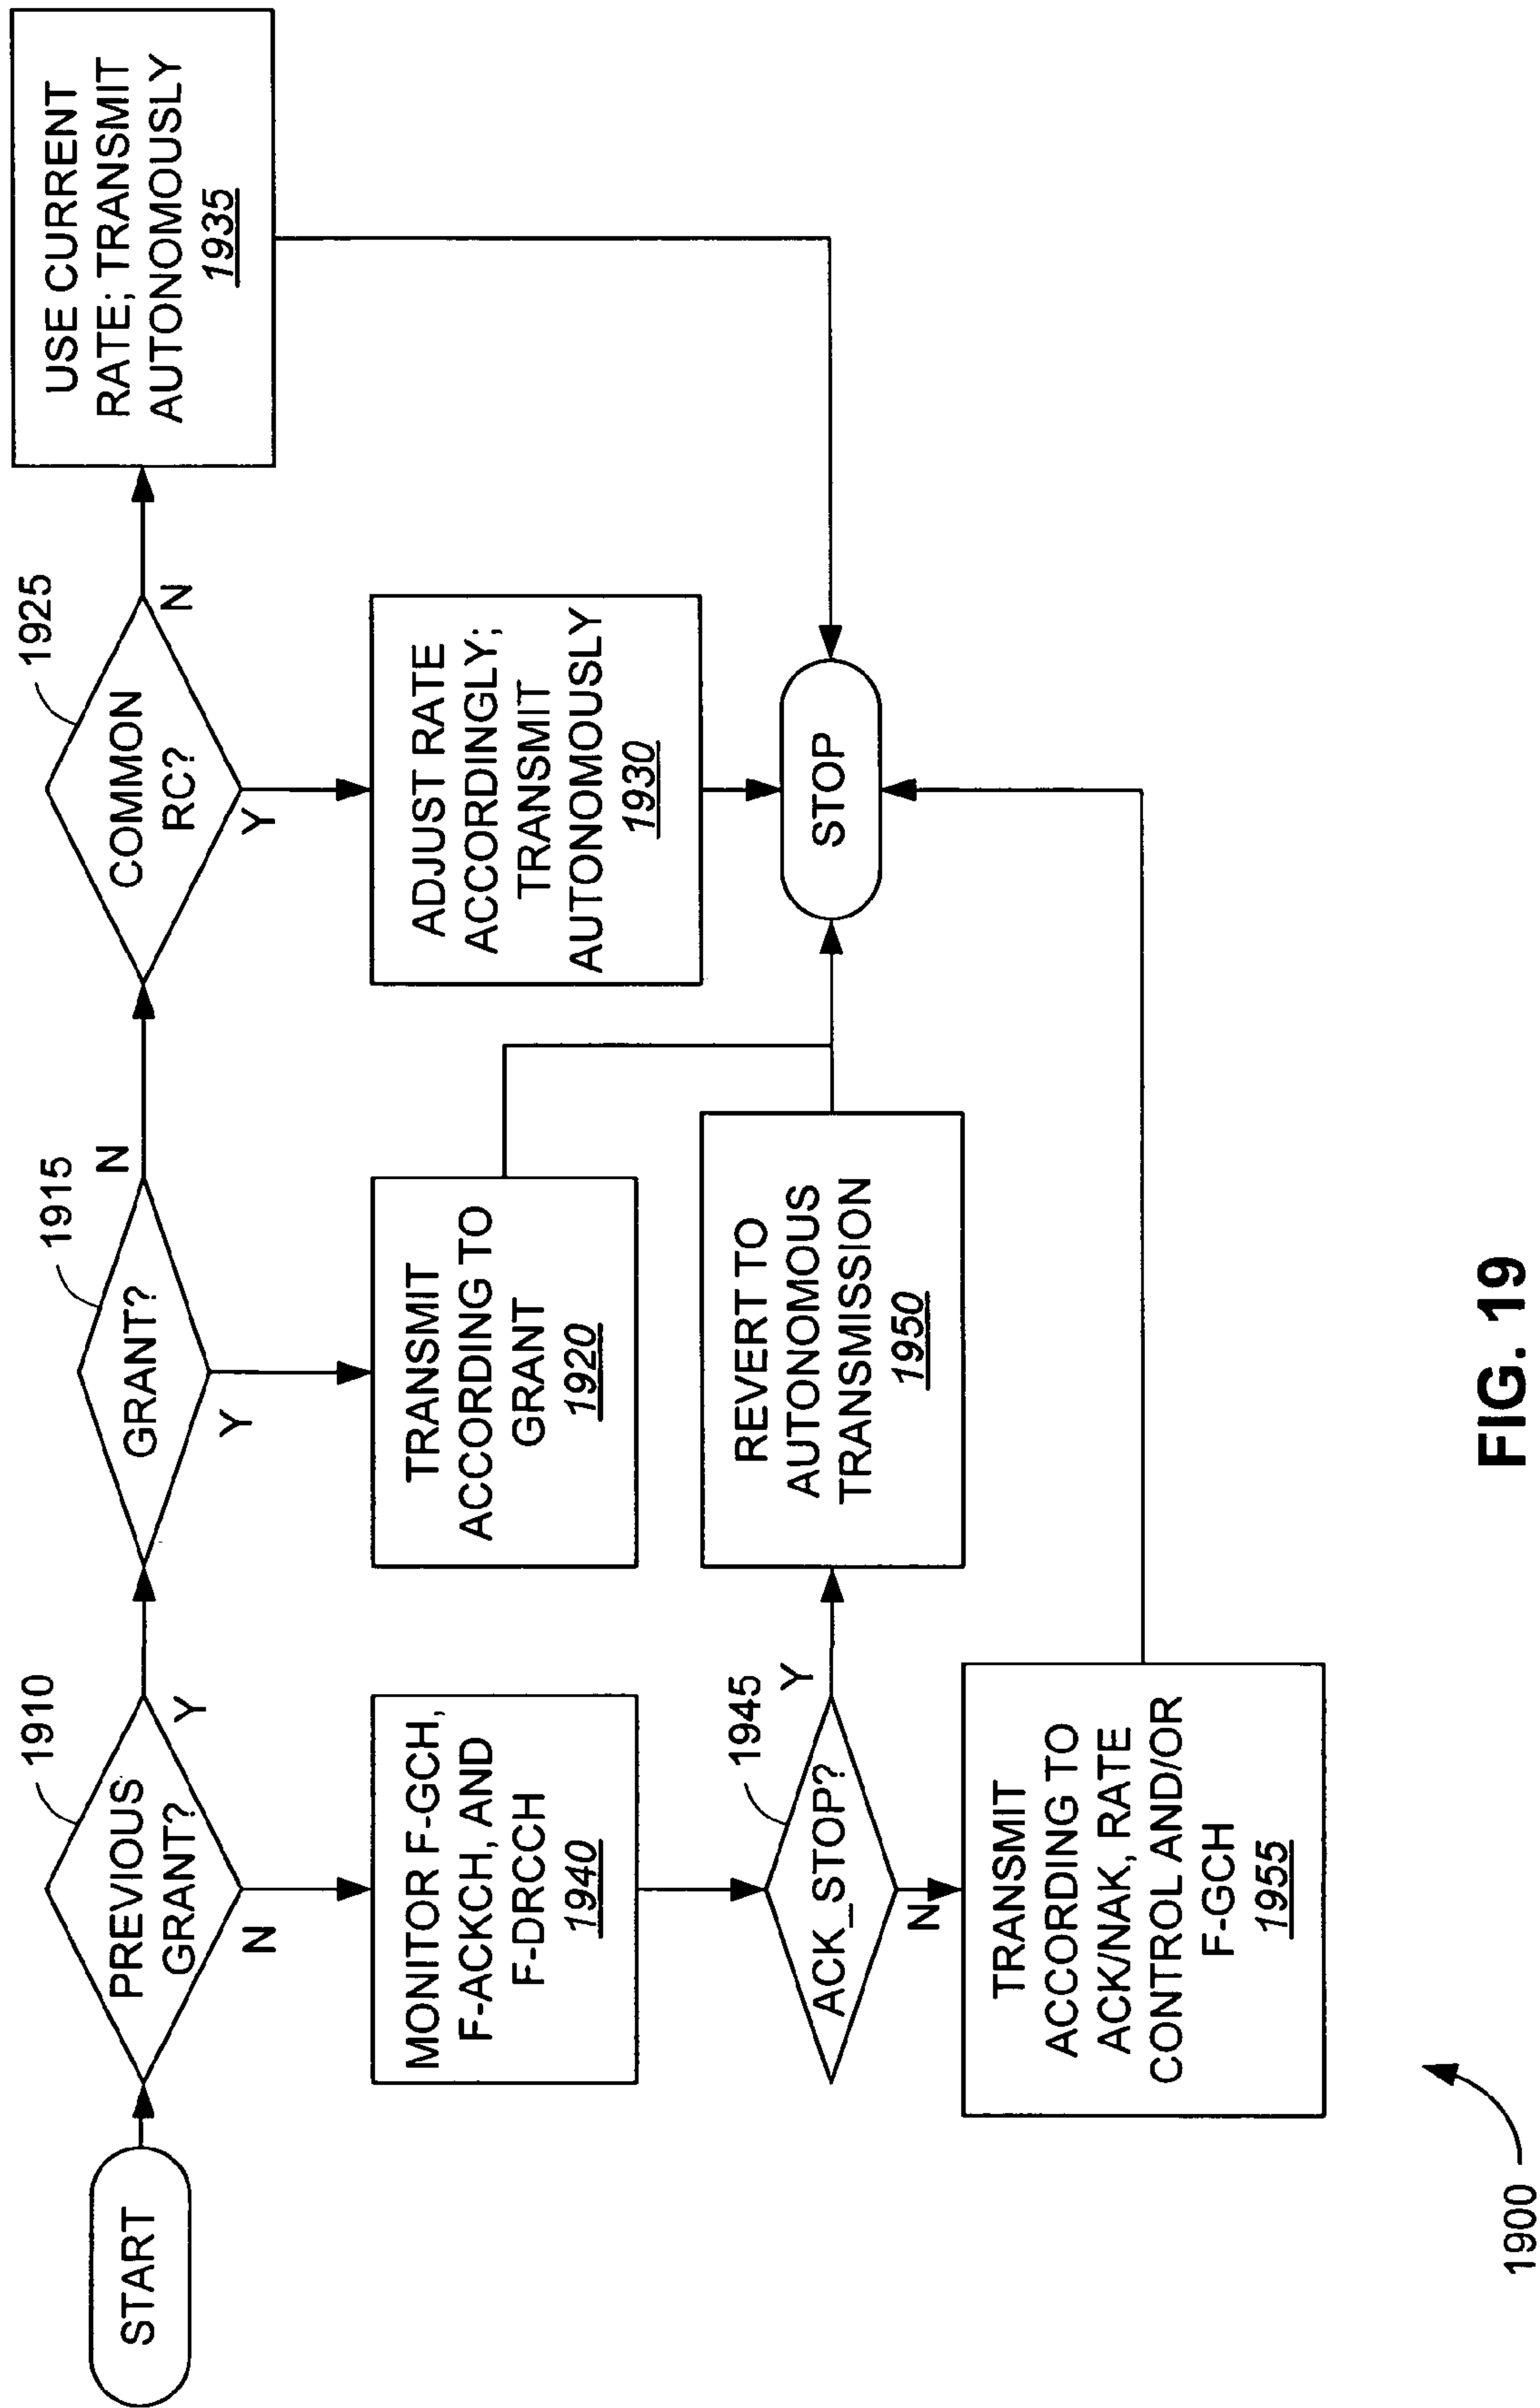 START
1910
PREVIOUS
GRANT?
Y
N
1915
GRANT?
N
Y
1925
COMMON
RC?
N
Y
USE CURRENT
RATE; TRANSMIT
AUTONOMOUSLY
1935
MONITOR F-GCH,
F-ACKCH, AND
F-DRCCH
1940
TRANSMIT
ACCORDING TO
GRANT
1920
ADJUST RATE
ACCORDINGLY;
TRANSMIT
AUTONOMOUSLY
1930
1945
ACK_STOP?
Y
N
REVERT TO
AUTONOMOUS
TRANSMISSION
1950
STOP
TRANSMIT
ACCORDING TO
ACK/NAK, RATE
CONTROL AND/OR
F-GCH
1955
1900
FIG. 19